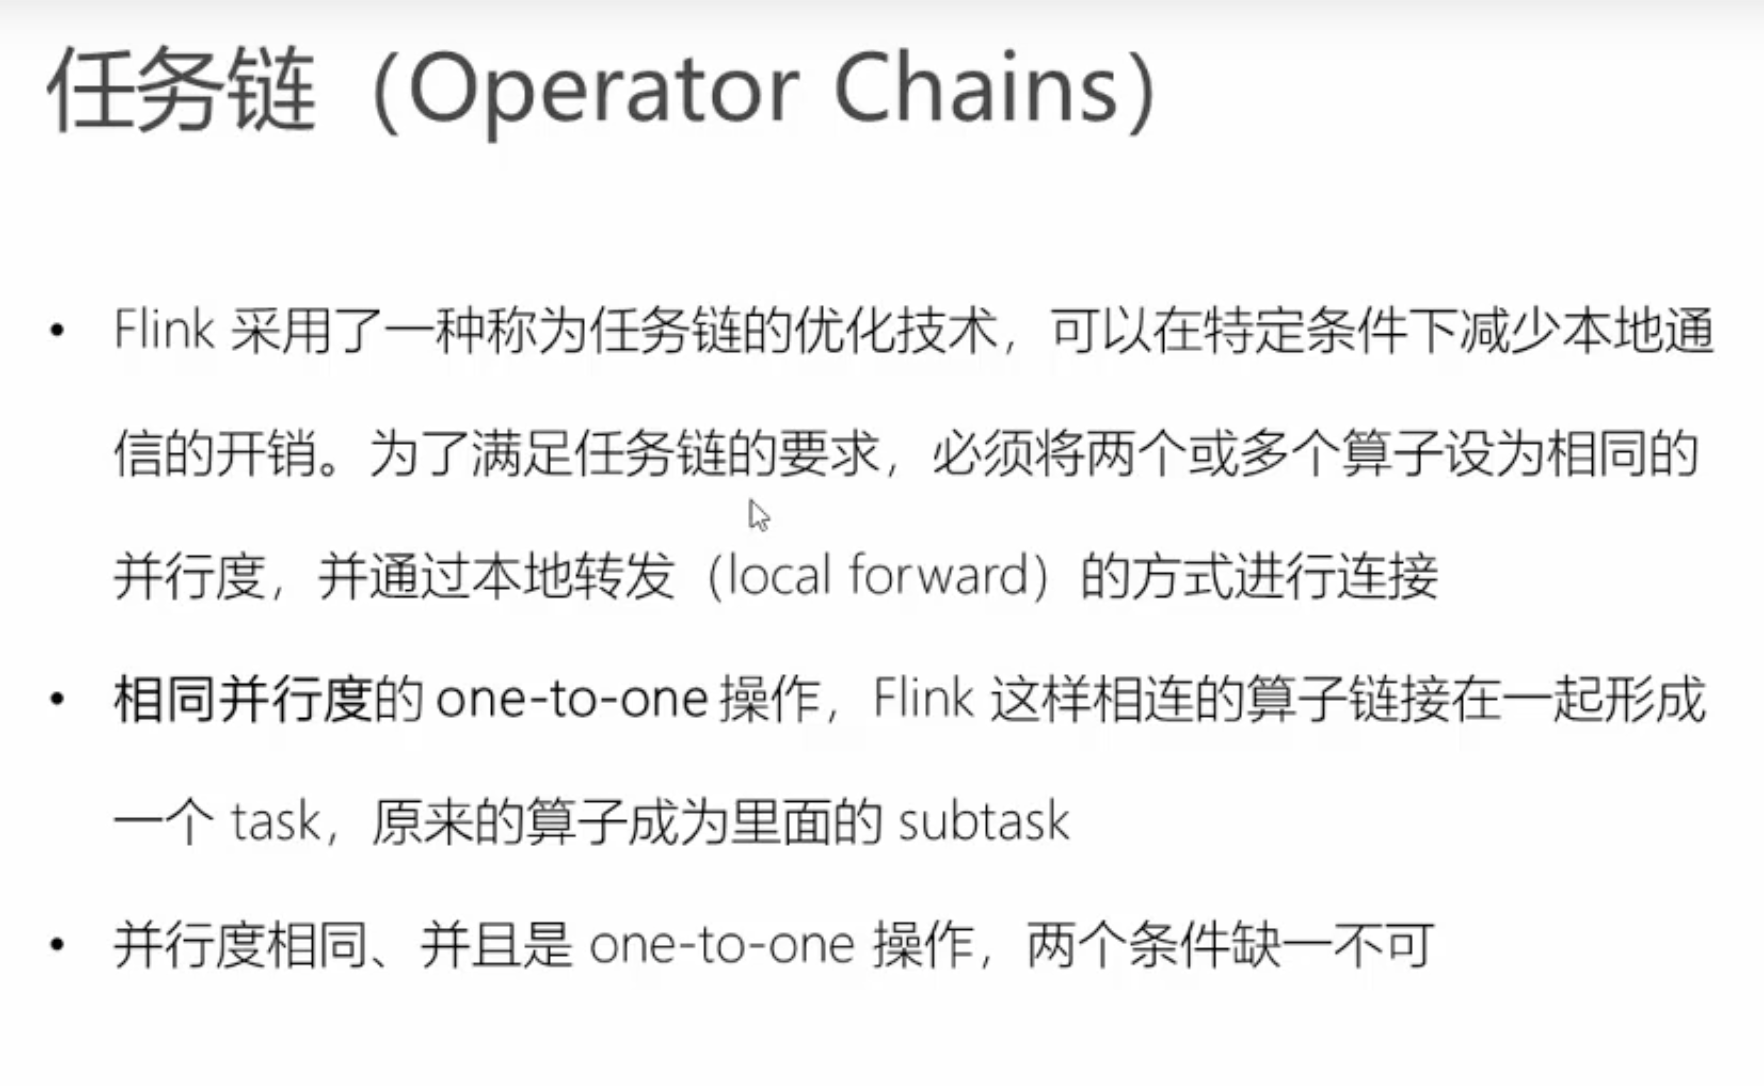 任务链（Operator Chains）
• Flink 采用了一种称为任务链的优化技术，可以在特定条件下减少本地通
信的开销。为了满足任务链的要求，必须将两个或多个算子设为相同的
并行度，并通过本地转发（local forward）的方式进行连接
• 相同并行度的 one-to-one 操作，Flink 这样相连的算子链接在一起形成
一个 task，原来的算子成为里面的 subtask
• 并行度相同、并且是 one-to-one 操作，两个条件缺一不可